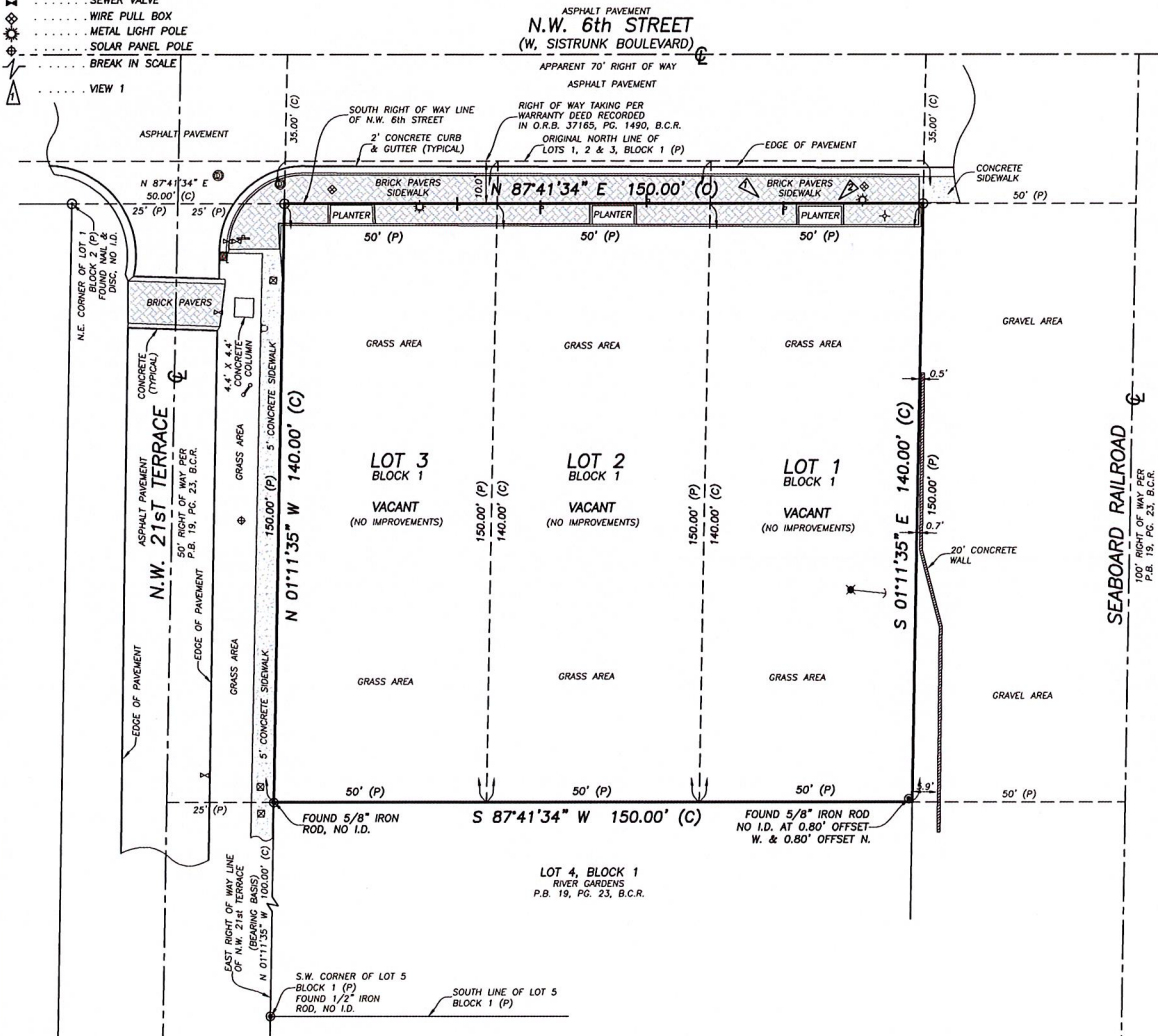 SEWER VALVE
WIRE PULL BOX
METAL LIGHT POLE
SOLAR PANEL POLE
BREAK IN SCALE
1
VIEW 1
ASPHALT PAVEMENT
N.W. 6th STREET
(W, SISTRUNK BOULEVARD)
APPARENT 70' RIGHT OF WAY
ASPHALT PAVEMENT
35.00' (C)
35.00' (C)
ASPHALT PAVEMENT
SOUTH RIGHT OF WAY LINE
OF N.W. 6th STREET
2' CONCRETE CURB
& GUTTER (TYPICAL)
RIGHT OF WAY TAKING PER
WARRANTY DEED RECORDED
IN O.R.B. 37165, PG. 1490, B.C.R.
ORIGINAL NORTH LINE OF
LOTS 1, 2 & 3, BLOCK 1 (P)
EDGE OF PAVEMENT
CONCRETE
SIDEWALK
N 87°41'34" E
50.00' (C)
25' (P)
25' (P)
BRICK PAVERS
SIDEWALK
10.0'
N 87°41'34" E 150.00' (C)
1
BRICK PAVERS
SIDEWALK
2
50' (P)
PLANTER
PLANTER
PLANTER
50' (P)
50' (P)
50' (P)
N.E. CORNER OF LOT 1
BLOCK 2 (P)
FOUND NAIL &
DISC, NO I.D.
BRICK PAVERS
CONCRETE
(TYPICAL)
4.4' X 4.4'
CONCRETE
COLUMN
GRASS AREA
GRASS AREA
GRASS AREA
GRAVEL AREA
0.5'
ASPHALT PAVEMENT
N.W. 21sT TERRACE
50' RIGHT OF WAY PER
P.B. 19, PG. 23, B.C.R.
GRASS AREA
5' CONCRETE SIDEWALK
150.00' (P)
N 01°11'35" W 140.00' (C)
LOT 3
BLOCK 1
VACANT
(NO IMPROVEMENTS)
150.00' (P)
140.00' (C)
LOT 2
BLOCK 1
VACANT
(NO IMPROVEMENTS)
150.00' (P)
140.00' (C)
LOT 1
BLOCK 1
VACANT
(NO IMPROVEMENTS)
S 01°11'35" E 140.00' (C)
150.00' (P)
0.7'
20' CONCRETE
WALL
SEABOARD RAILROAD
100' RIGHT OF WAY PER
P.B. 19, PG. 23, B.C.R.
EDGE OF PAVEMENT
EDGE OF PAVEMENT
GRASS AREA
5' CONCRETE SIDEWALK
GRASS AREA
GRASS AREA
GRASS AREA
GRAVEL AREA
25' (P)
50' (P)
50' (P)
50' (P)
5.9'
50' (P)
FOUND 5/8" IRON
ROD, NO I.D.
S 87°41'34" W 150.00' (C)
FOUND 5/8" IRON ROD
NO I.D. AT 0.80' OFFSET
W. & 0.80' OFFSET N.
LOT 4, BLOCK 1
RIVER GARDENS
P.B. 19, PG. 23, B.C.R.
EAST RIGHT OF WAY LINE
OF N.W. 21st TERRACE
(BEARING BASIS)
N 01°11'35" W 100.00' (C)
S.W. CORNER OF LOT 5
BLOCK 1 (P)
FOUND 1/2" IRON
ROD, NO I.D.
SOUTH LINE OF LOT 5
BLOCK 1 (P)